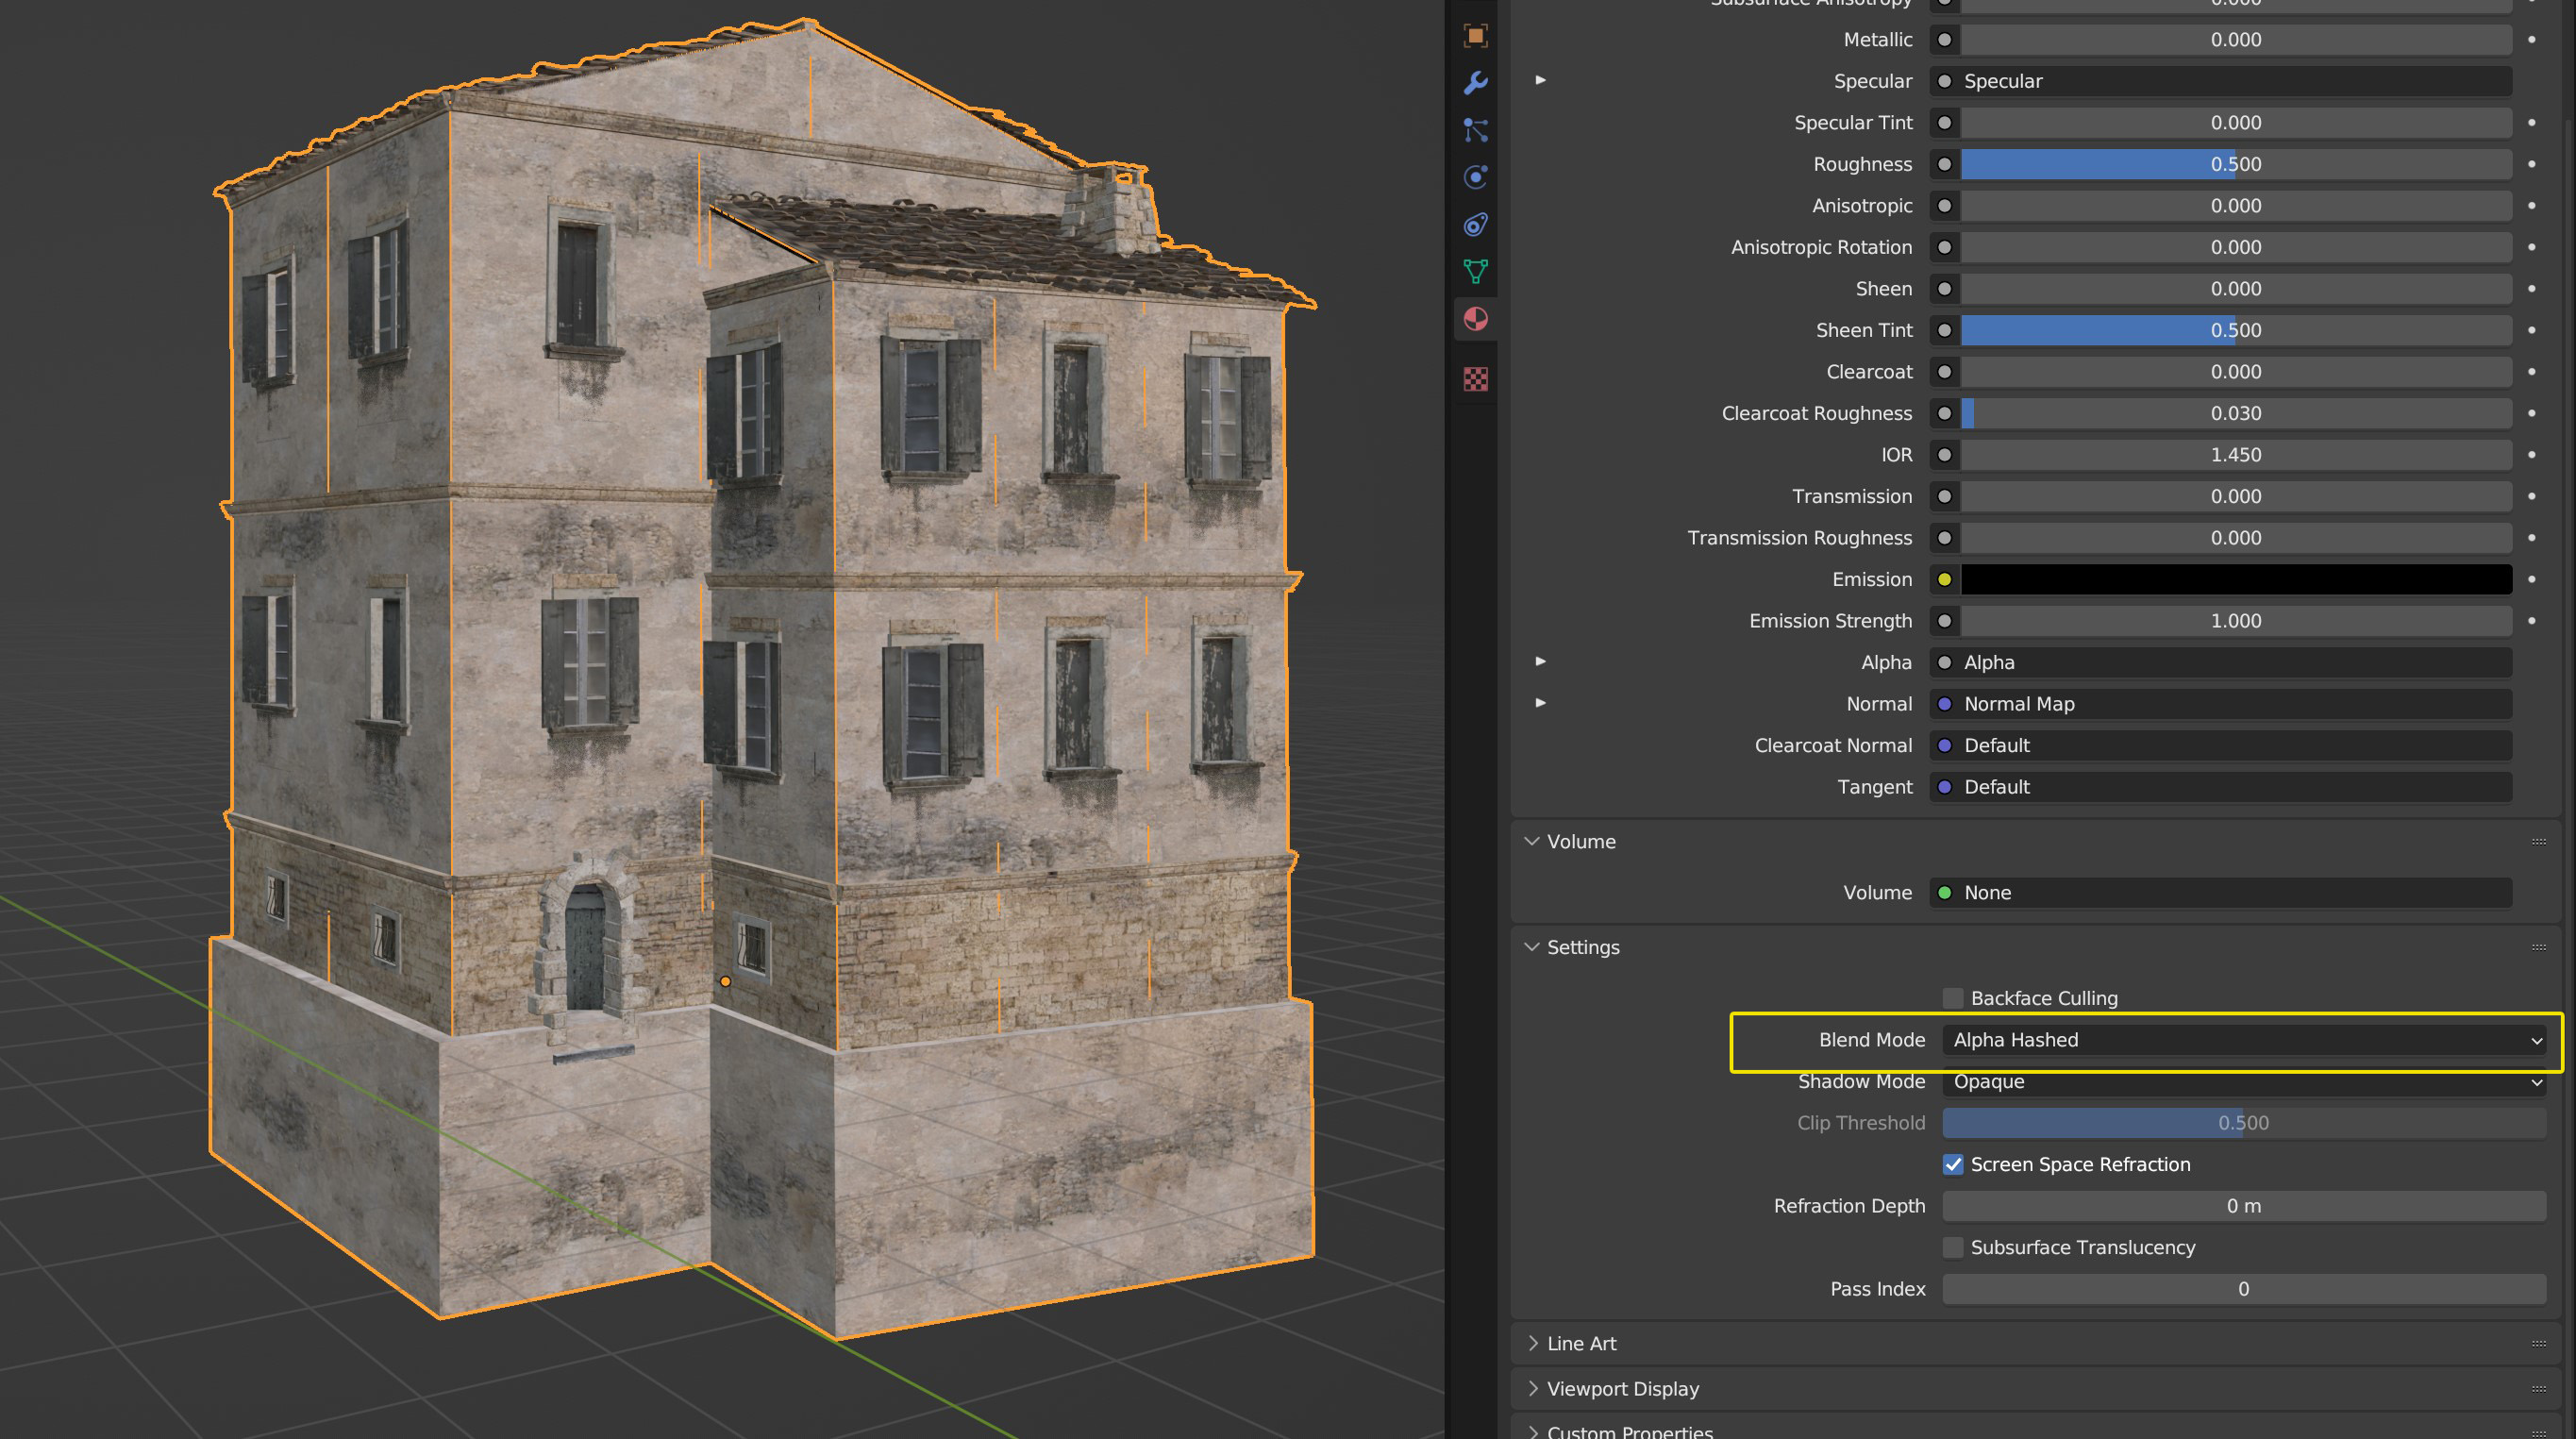 Subsurface Anisotropy 0.000
Metallic 0.000
Specular Specular
Specular Tint 0.000
Roughness 0.500
Anisotropic 0.000
Anisotropic Rotation 0.000
Sheen 0.000
Sheen Tint 0.500
Clearcoat 0.000
Clearcoat Roughness 0.030
IOR 1.450
Transmission 0.000
Transmission Roughness 0.000
Emission
Emission Strength 1.000
Alpha Alpha
Normal Normal Map
Clearcoat Normal Default
Tangent Default
Volume
Volume None
Settings
Backface Culling
Blend Mode Alpha Hashed
Shadow Mode Opaque
Clip Threshold 0.500
Screen Space Refraction
Refraction Depth 0 m
Subsurface Translucency
Pass Index 0
Line Art
Viewport Display
Custom Properties